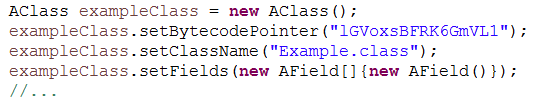 AClass exampleClass = new AClass();
exampleClass.setBytecodePointer("lGVoxsBFRK6GmVL1");
exampleClass.setClassName("Example.class");
exampleClass.setFields(new AField[]{new AField()});
//...